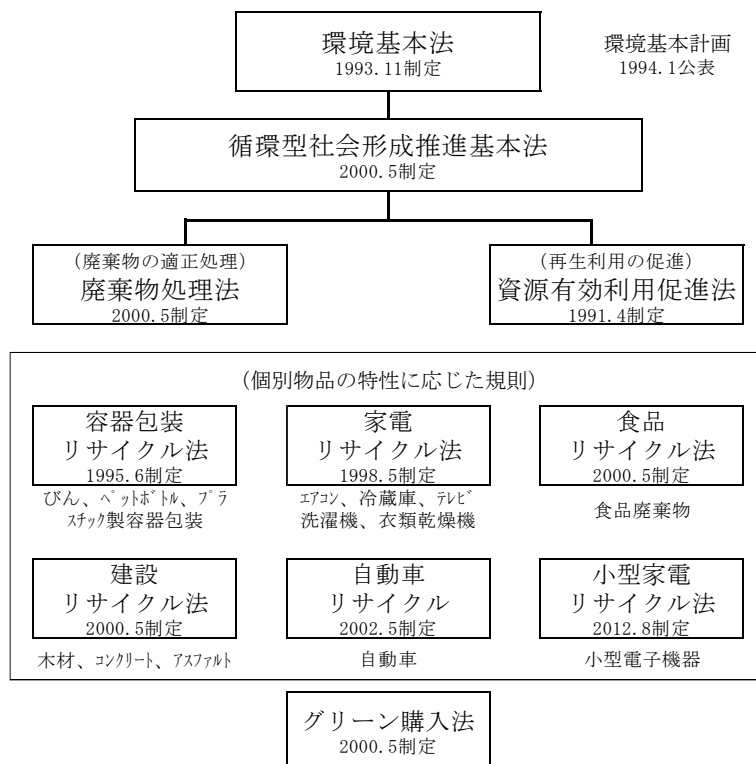 環境基本法
1993.11制定
環境基本計画
1994.1公表
循環型社会形成推進基本法
2000.5制定
(廃棄物の適正処理)
廃棄物処理法
2000.5制定
(再生利用の促進)
資源有効利用促進法
1991.4制定
(個別物品の特性に応じた規則)
容器包装
リサイクル法
1995.6制定
びん、ﾍﾟｯﾄﾎﾞﾄﾙ、ﾌﾟﾗ
ｽﾁｯｸ製容器包装
家電
リサイクル法
1998.5制定
ｴｱｺﾝ、冷蔵庫、ﾃﾚﾋﾞ
洗濯機、衣類乾燥機
食品
リサイクル法
2000.5制定
食品廃棄物
建設
リサイクル法
2000.5制定
木材、ｺﾝｸﾘｰﾄ、ｱｽﾌｧﾙﾄ
自動車
リサイクル
2002.5制定
自動車
小型家電
リサイクル法
2012.8制定
小型電子機器
グリーン購入法
2000.5制定